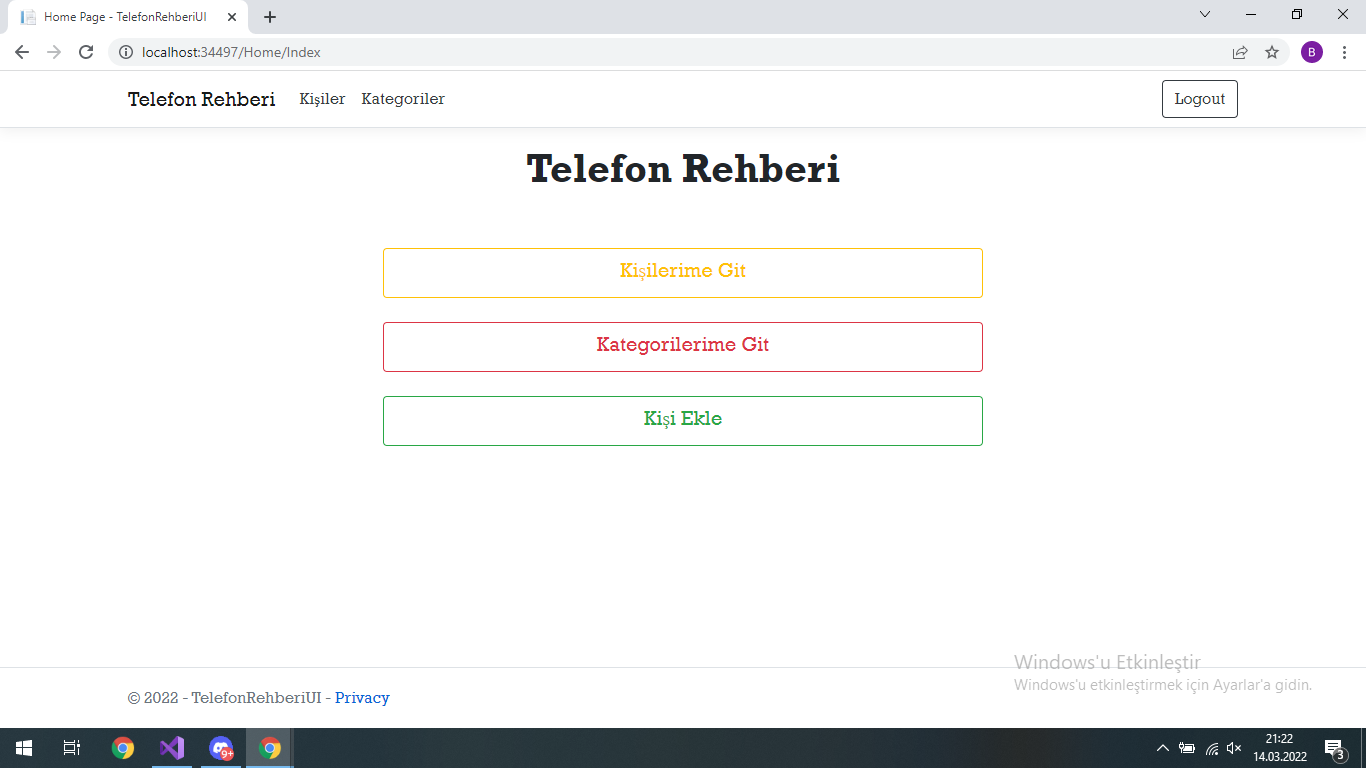 Home Page - TelefonRehberiUI
localhost:34497/Home/Index
B
Telefon Rehberi Kişiler Kategoriler Logout
Telefon Rehberi
Kişilerime Git
Kategorilerime Git
Kişi Ekle
Windows'u Etkinleştir
Windows'u etkinleştirmek için Ayarlar'a gidin.
© 2022 - TelefonRehberiUI - Privacy
9+
21:22
14.03.2022
3